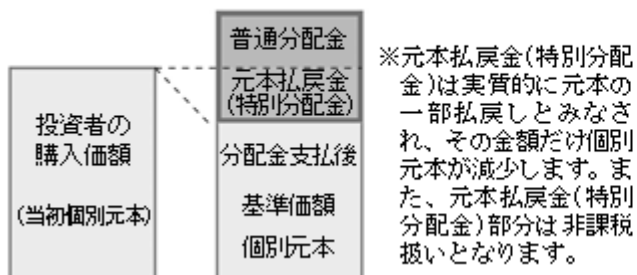 普通分配金
元本払戻金
(特別分配金)
投資者の
購入価額
(当初個別元本)
分配金支払後
基準価額
個別元本
※元本払戻金(特別分配
金)は実質的に元本の
一部払戻しとみなさ
れ、その金額だけ個別
元本が減少します。ま
た、元本払戻金(特別
分配金)部分は非課税
扱いとなります。